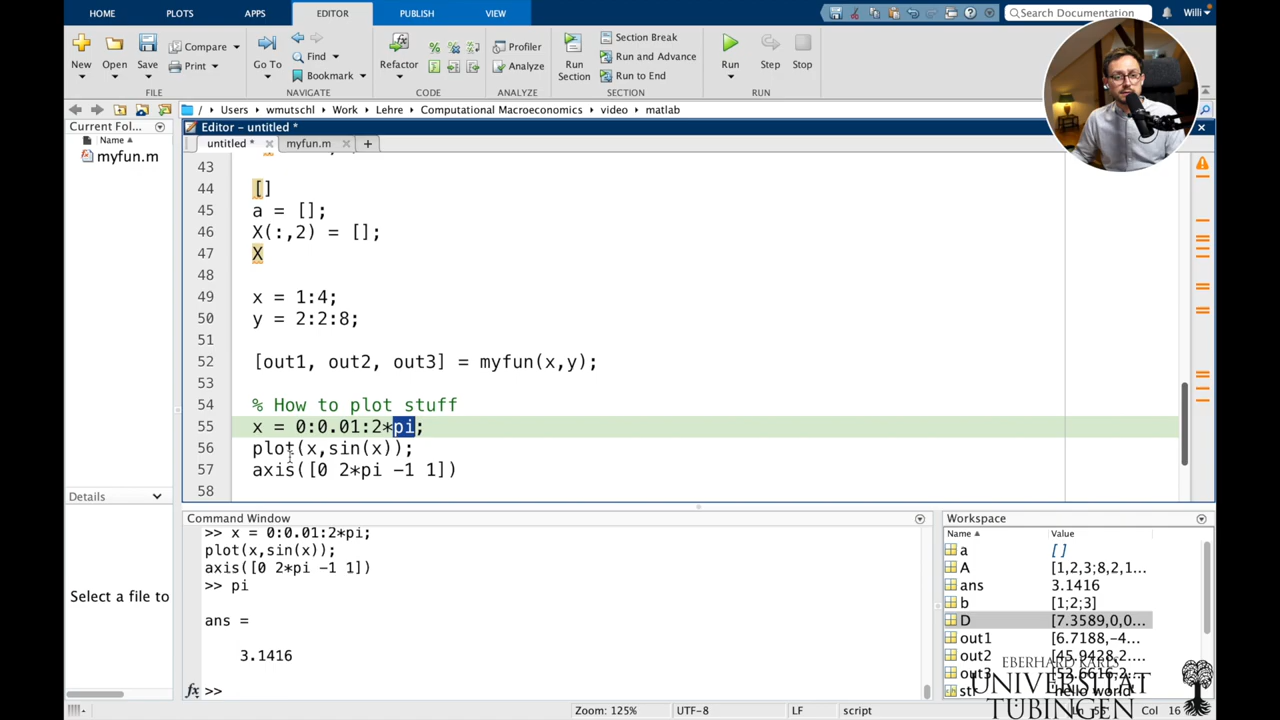 HOME PLOTS APPS EDITOR PUBLISH VIEW
Search Documentation Willi
New Open Save Compare Print Go To Find Bookmark Refactor Profiler Analyze Run Section Section Break Run and Advance Run to End Run Step Stop
FILE NAVIGATE CODE ANALYZE SECTION RUN
/ Users wmutschl Work Lehre Computational Macroeconomics video matlab
Current Fol...
Name
myfun.m
Editor - untitled *
untitled * myfun.m
43
44 []
45 a = [];
46 X(:,2) = [];
47 X
48
49 x = 1:4;
50 y = 2:2:8;
51
52 [out1, out2, out3] = myfun(x,y);
53
54 % How to plot stuff
55 x = 0:0.01:2*pi;
56 plot(x,sin(x));
57 axis([0 2*pi -1 1])
58
Details
Select a file to
Command Window
>> x = 0:0.01:2*pi;
plot(x,sin(x));
axis([0 2*pi -1 1])
>> pi
ans =
3.1416
fx >>
Workspace
Name Value
a []
A [1,2,3;8,2,1...
ans 3.1416
b [1;2;3]
D [7.3589,0,0...
out1 [6.7188,-4...
out2 [45.9428,2...
out3 [52.6616,2...
str 'hello world'
EBERHARD KARLS
UNIVERSITÄT
TÜBINGEN
Zoom: 125% UTF-8 LF script Ln 55 Col 16